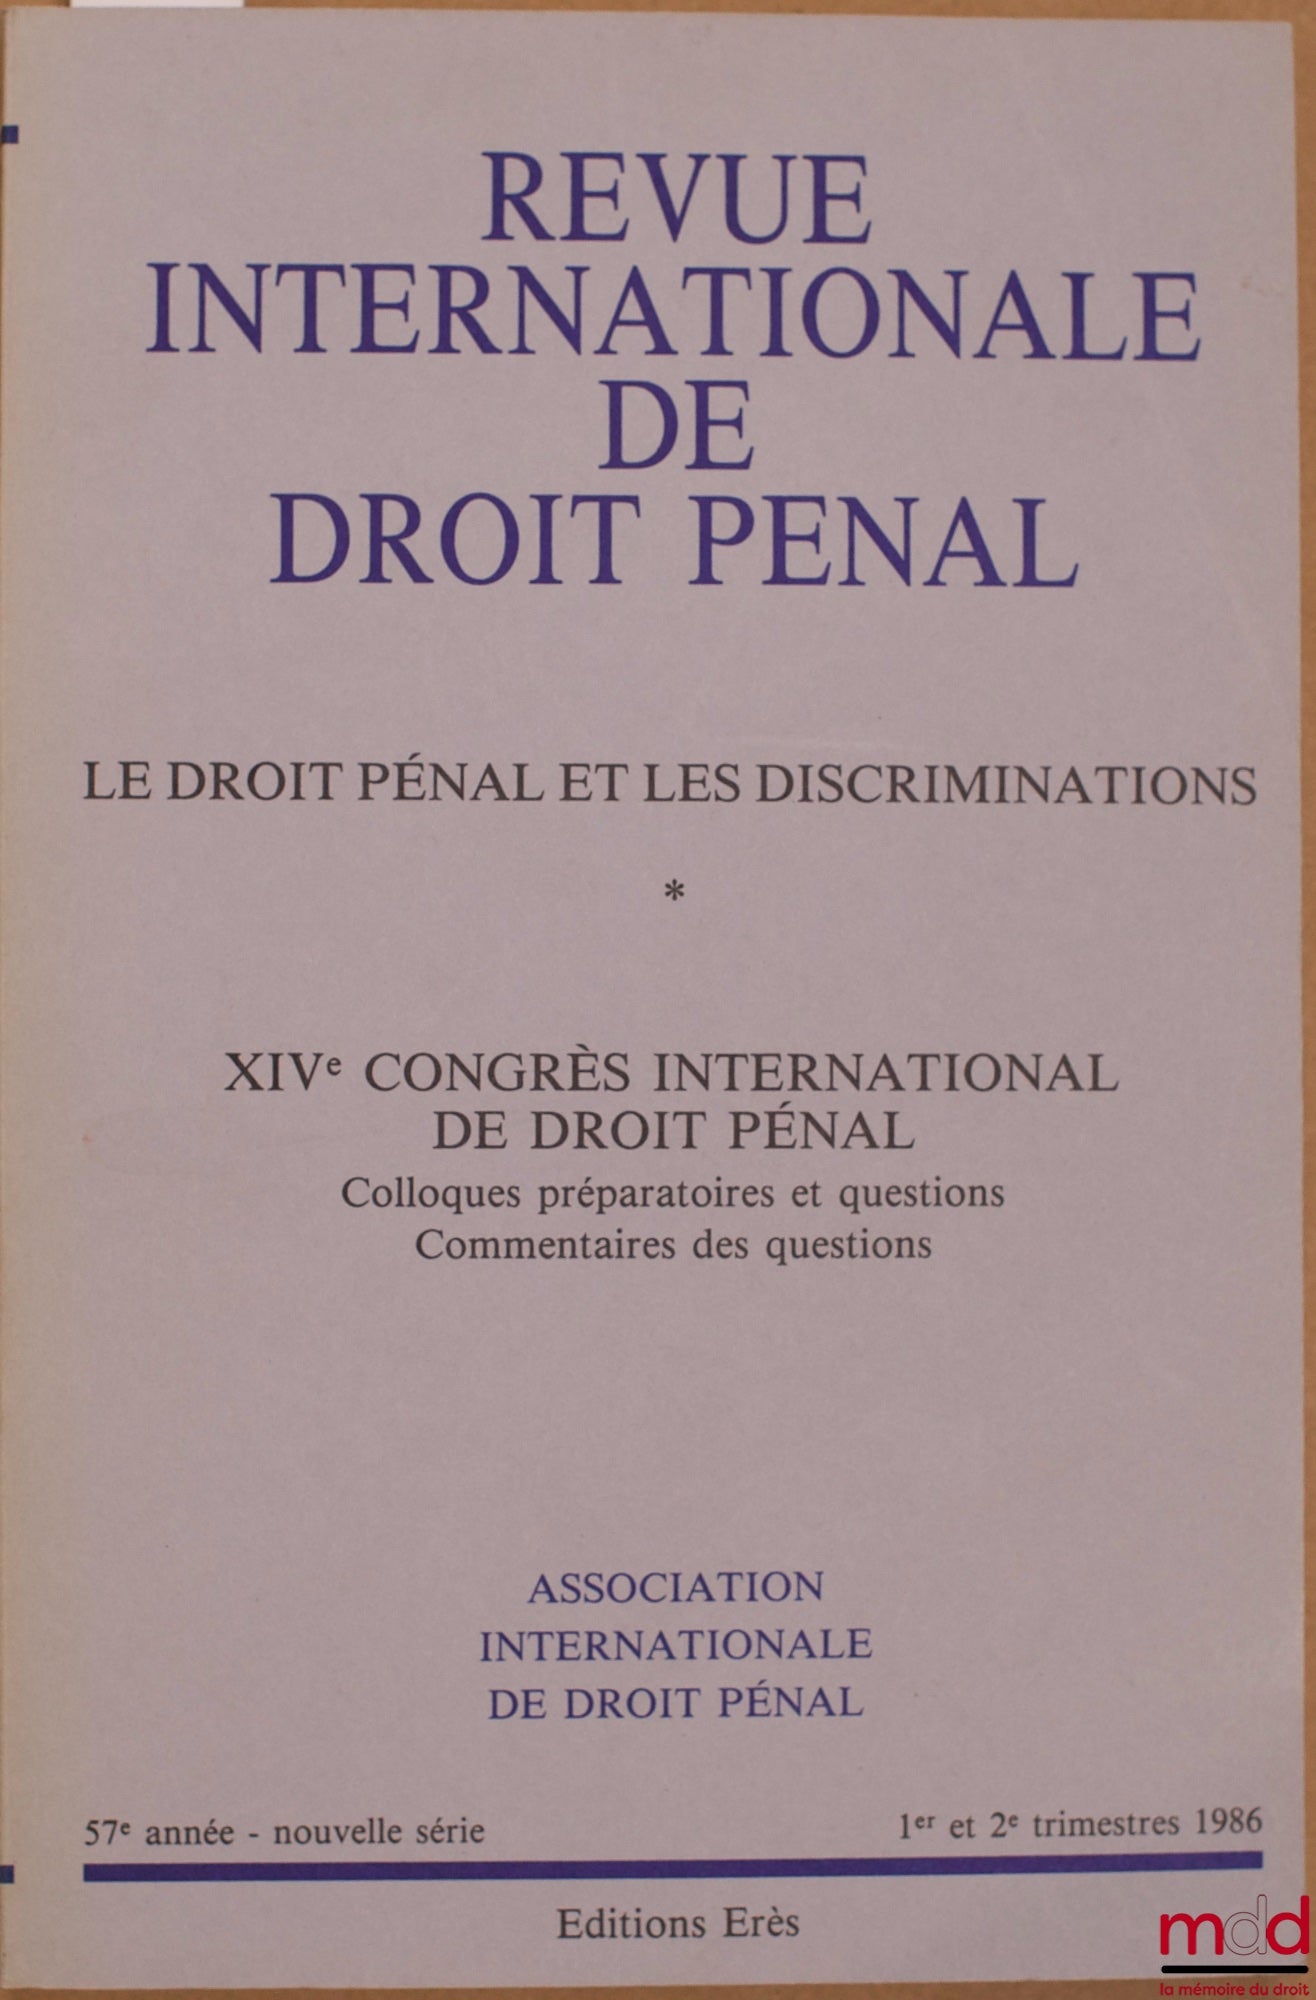 REVUE
INTERNATIONALE
DE
DROIT PENAL
LE DROIT PÉNAL ET LES DISCRIMINATIONS
*
XIVe CONGRÈS INTERNATIONAL
DE DROIT PÉNAL
Colloques préparatoires et questions
Commentaires des questions
ASSOCIATION
INTERNATIONALE
DE DROIT PÉNAL
57e année - nouvelle série
1er et 2e trimestres 1986
Editions Erès
mdd
la mémoire du droit